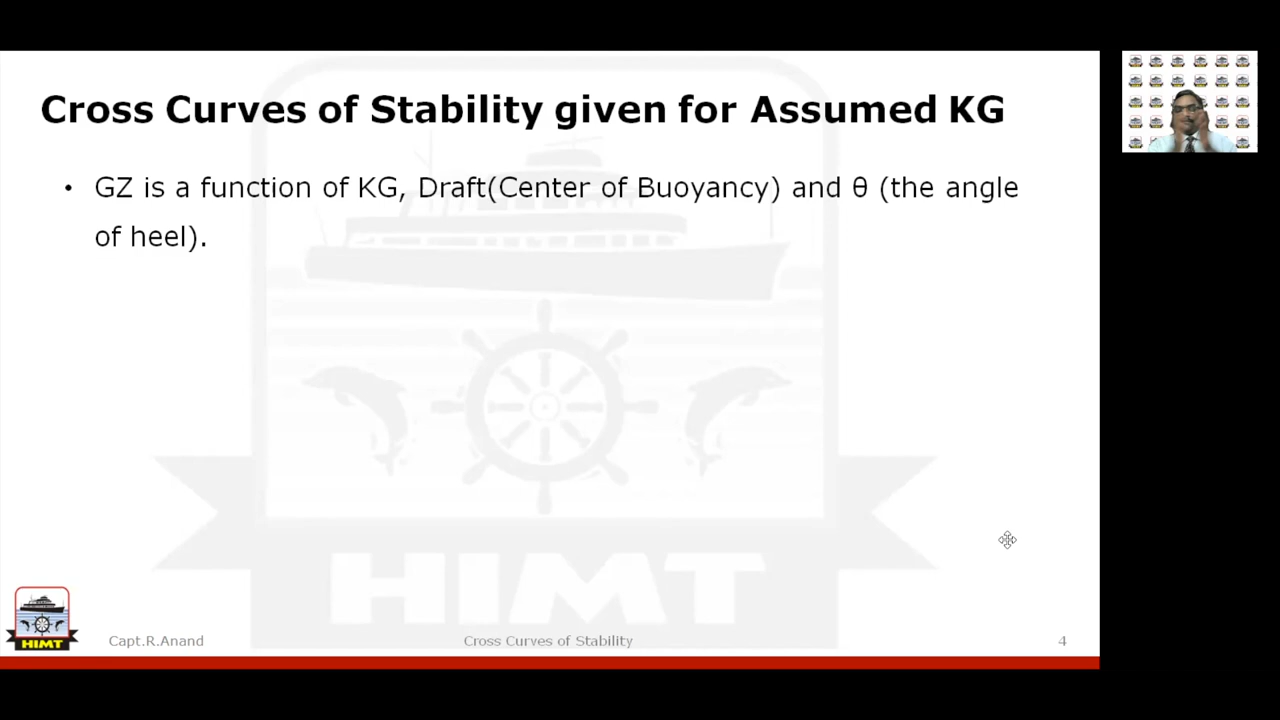 Cross Curves of Stability given for Assumed KG
• GZ is a function of KG, Draft(Center of Buoyancy) and θ (the angle
of heel).
HIMT
HIMT
Capt.R.Anand
Cross Curves of Stability
4